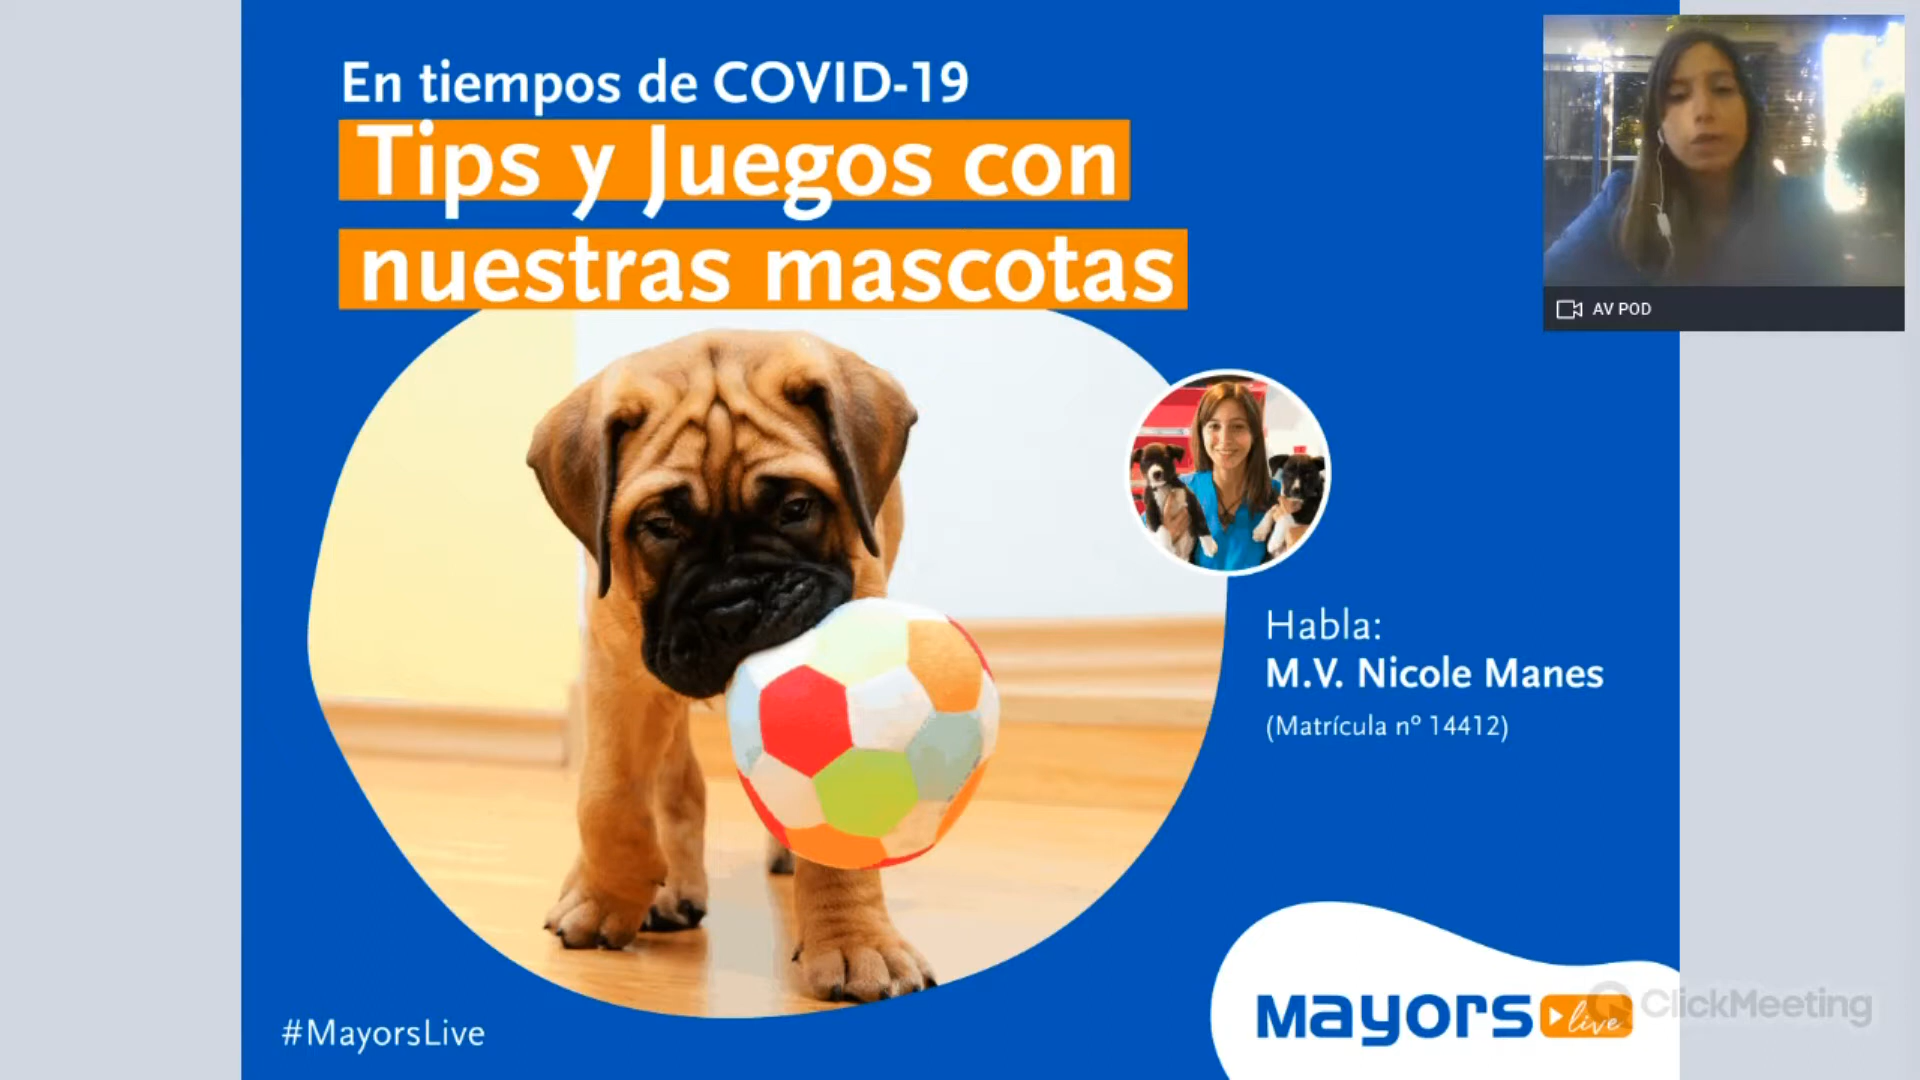 En tiempos de COVID-19
Tips y Juegos con
nuestras mascotas
AV POD
Habla:
M.V. Nicole Manes
(Matrícula nº 14412)
#MayorsLive
Mayors live
ClickMeeting